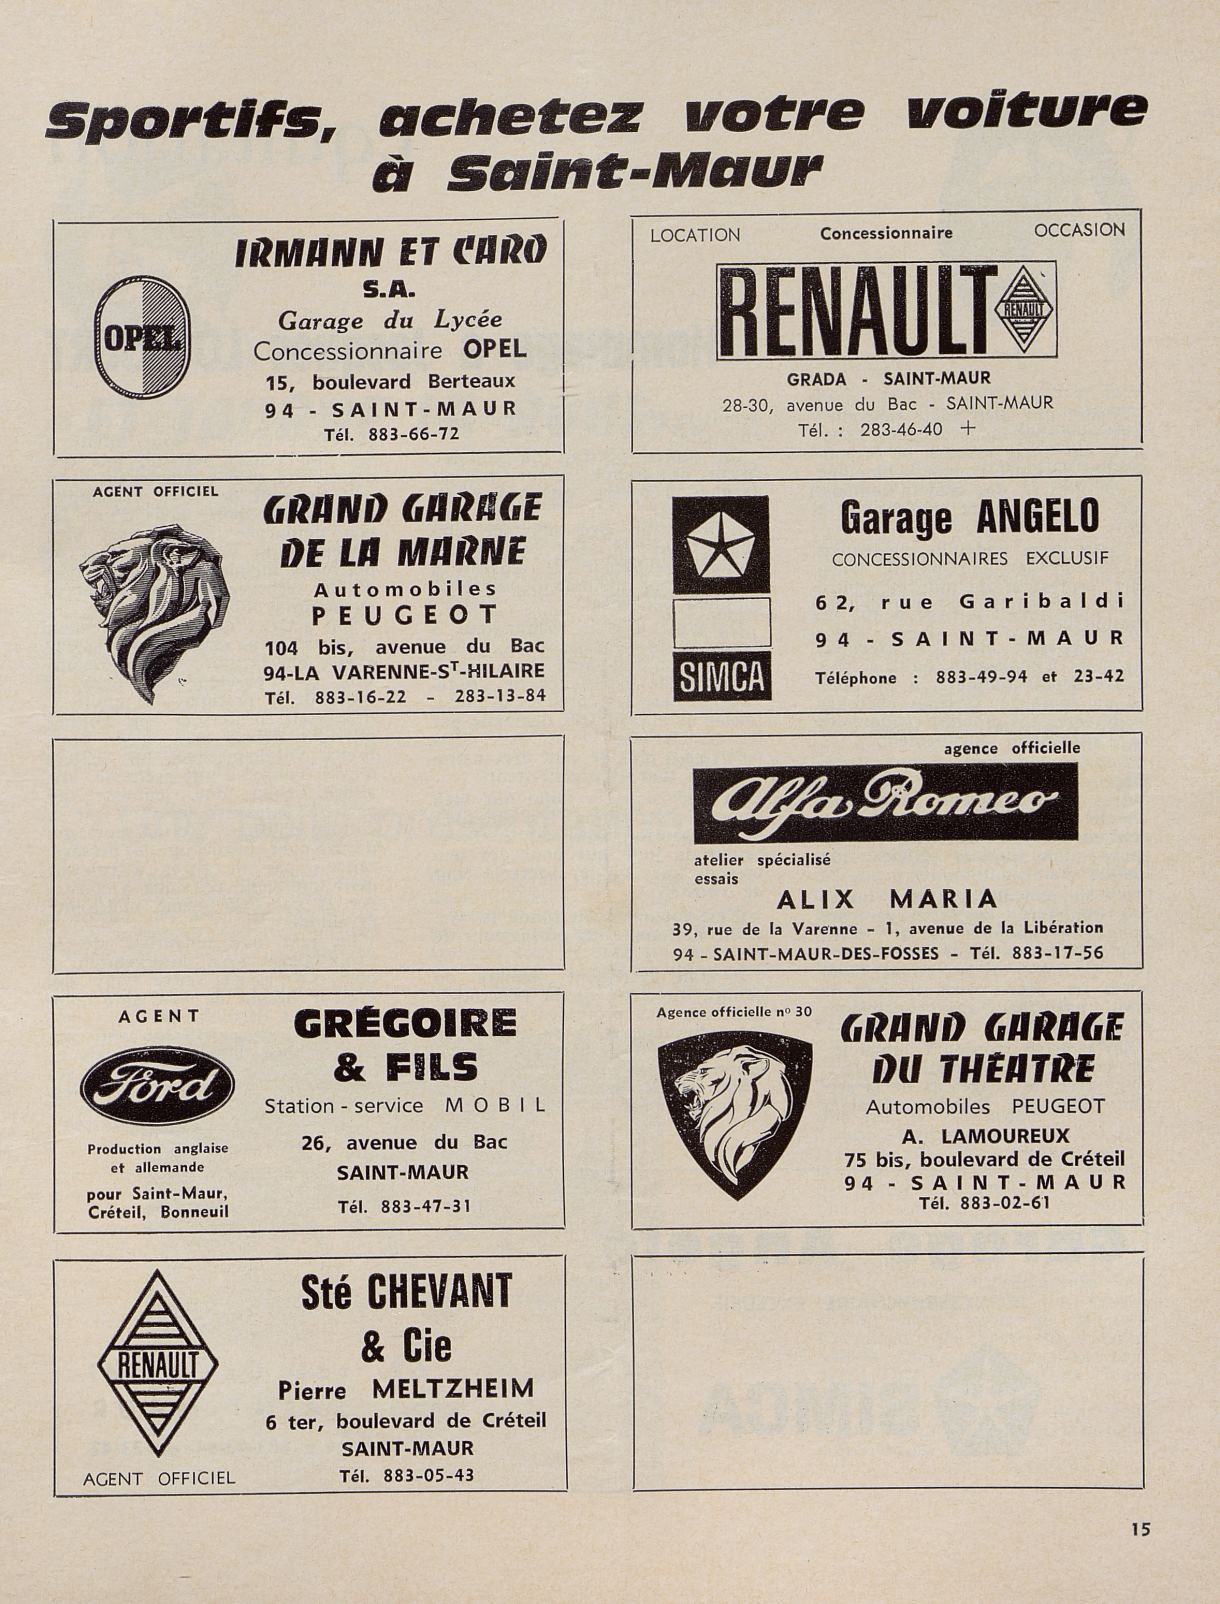 Sportifs, achetez votre voiture
à Saint-Maur
OPEL
IRMANN ET CARO
S.A.
Garage du Lycée
Concessionnaire OPEL
15, boulevard Berteaux
94 - SAINT-MAUR
Tél. 883-66-72
LOCATION Concessionnaire OCCASION
RENAULT
RENAULT
GRADA - SAINT-MAUR
28-30, avenue du Bac - SAINT-MAUR
Tél. : 283-46-40 +
AGENT OFFICIEL
GRAND GARAGE
DE LA MARNE
Automobiles
PEUGEOT
104 bis, avenue du Bac
94-LA VARENNE-ST-HILAIRE
Tél. 883-16-22 - 283-13-84
SIMCA
Garage ANGELO
CONCESSIONNAIRES EXCLUSIF
62, rue Garibaldi
94 - SAINT-MAUR
Téléphone : 883-49-94 et 23-42
agence officielle
Alfa Romeo
atelier spécialisé
essais
ALIX MARIA
39, rue de la Varenne - 1, avenue de la Libération
94 - SAINT-MAUR-DES-FOSSES - Tél. 883-17-56
AGENT
Ford
Production anglaise
et allemande
pour Saint-Maur,
Créteil, Bonneuil
GRÉGOIRE
& FILS
Station - service MOBIL
26, avenue du Bac
SAINT-MAUR
Tél. 883-47-31
Agence officielle no 30
GRAND GARAGE
DU THÉATRE
Automobiles PEUGEOT
A. LAMOUREUX
75 bis, boulevard de Créteil
94 - SAINT-MAUR
Tél. 883-02-61
RENAULT
AGENT OFFICIEL
Sté CHEVANT
& Cie
Pierre MELTZHEIM
6 ter, boulevard de Créteil
SAINT-MAUR
Tél. 883-05-43
15